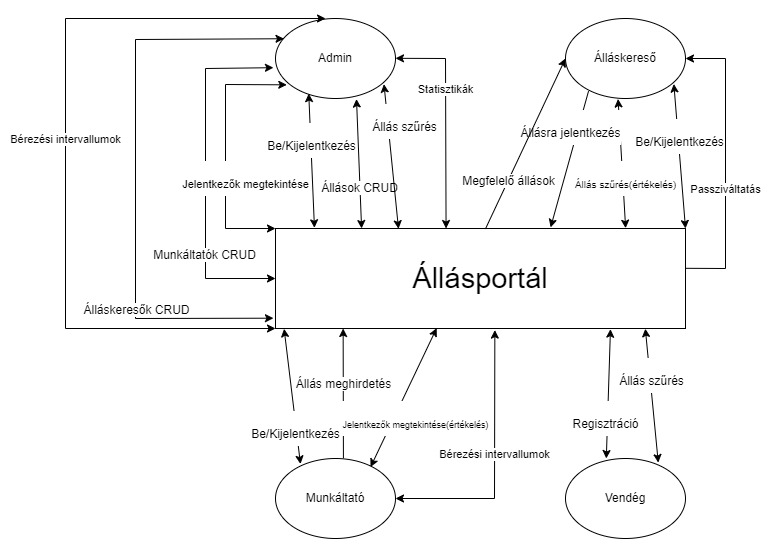 Admin
Álláskereső
Statisztikák
Állás szűrés
Állásra jelentkezés
Bérezési intervallumok
Be/Kijelentkezés
Be/Kijelentkezés
Megfelelő állások
Jelentkezők megtekintése
Állások CRUD
Állás szűrés(értékelés)
Passziváltatás
Munkáltatók CRUD
Állásportál
Álláskeresők CRUD
Állás meghirdetés
Állás szűrés
Jelentkezők megtekintése(értékelés)
Regisztráció
Be/Kijelentkezés
Bérezési intervallumok
Munkáltató
Vendég